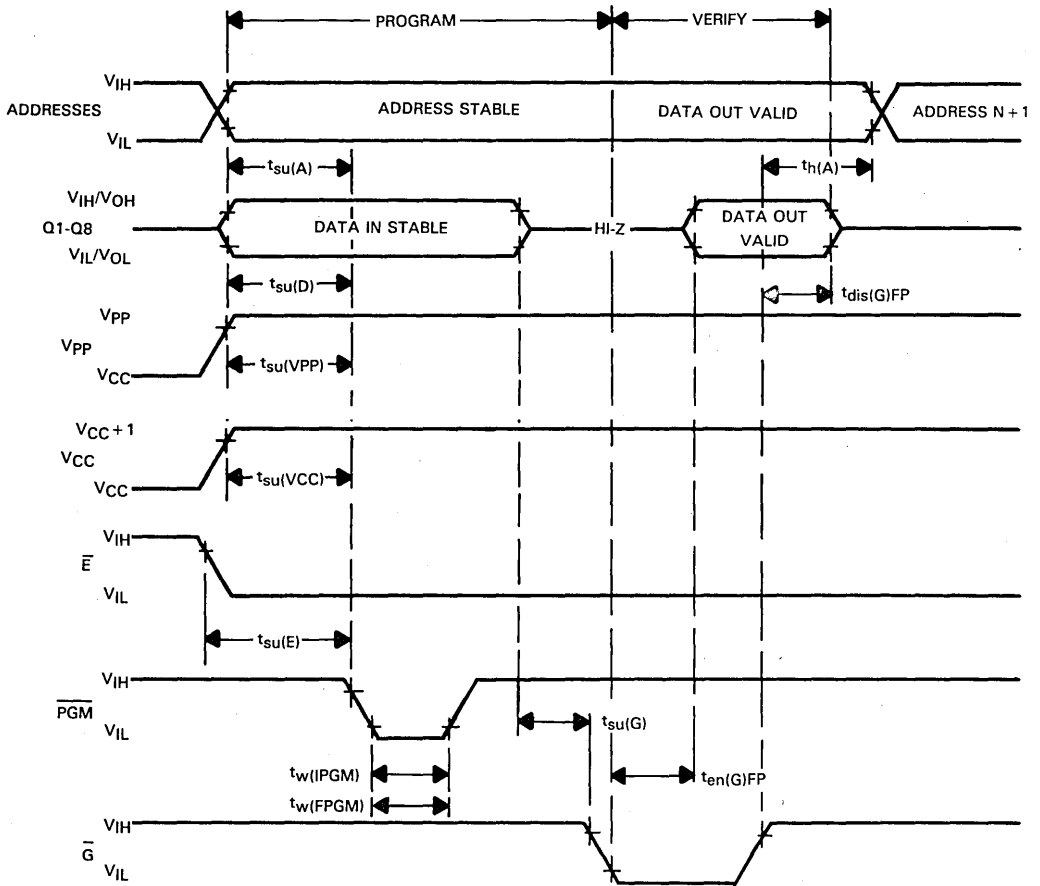 PROGRAM VERIFY
VIH
ADDRESSES ADDRESS STABLE DATA OUT VALID ADDRESS N + 1
VIL
tsu(A) th(A)
VIH/VOH
Q1-Q8 DATA IN STABLE HI-Z DATA OUT VALID
VIL/VOL
tsu(D) tdis(G)FP
VPP
VPP
tsu(VPP)
VCC
VCC + 1
VCC
tsu(VCC)
VCC
VIH
E̅
VIL
tsu(E)
VIH
P̅G̅M̅
VIL
tsu(G)
tw(IPGM) ten(G)FP
tw(FPGM)
VIH
G̅
VIL